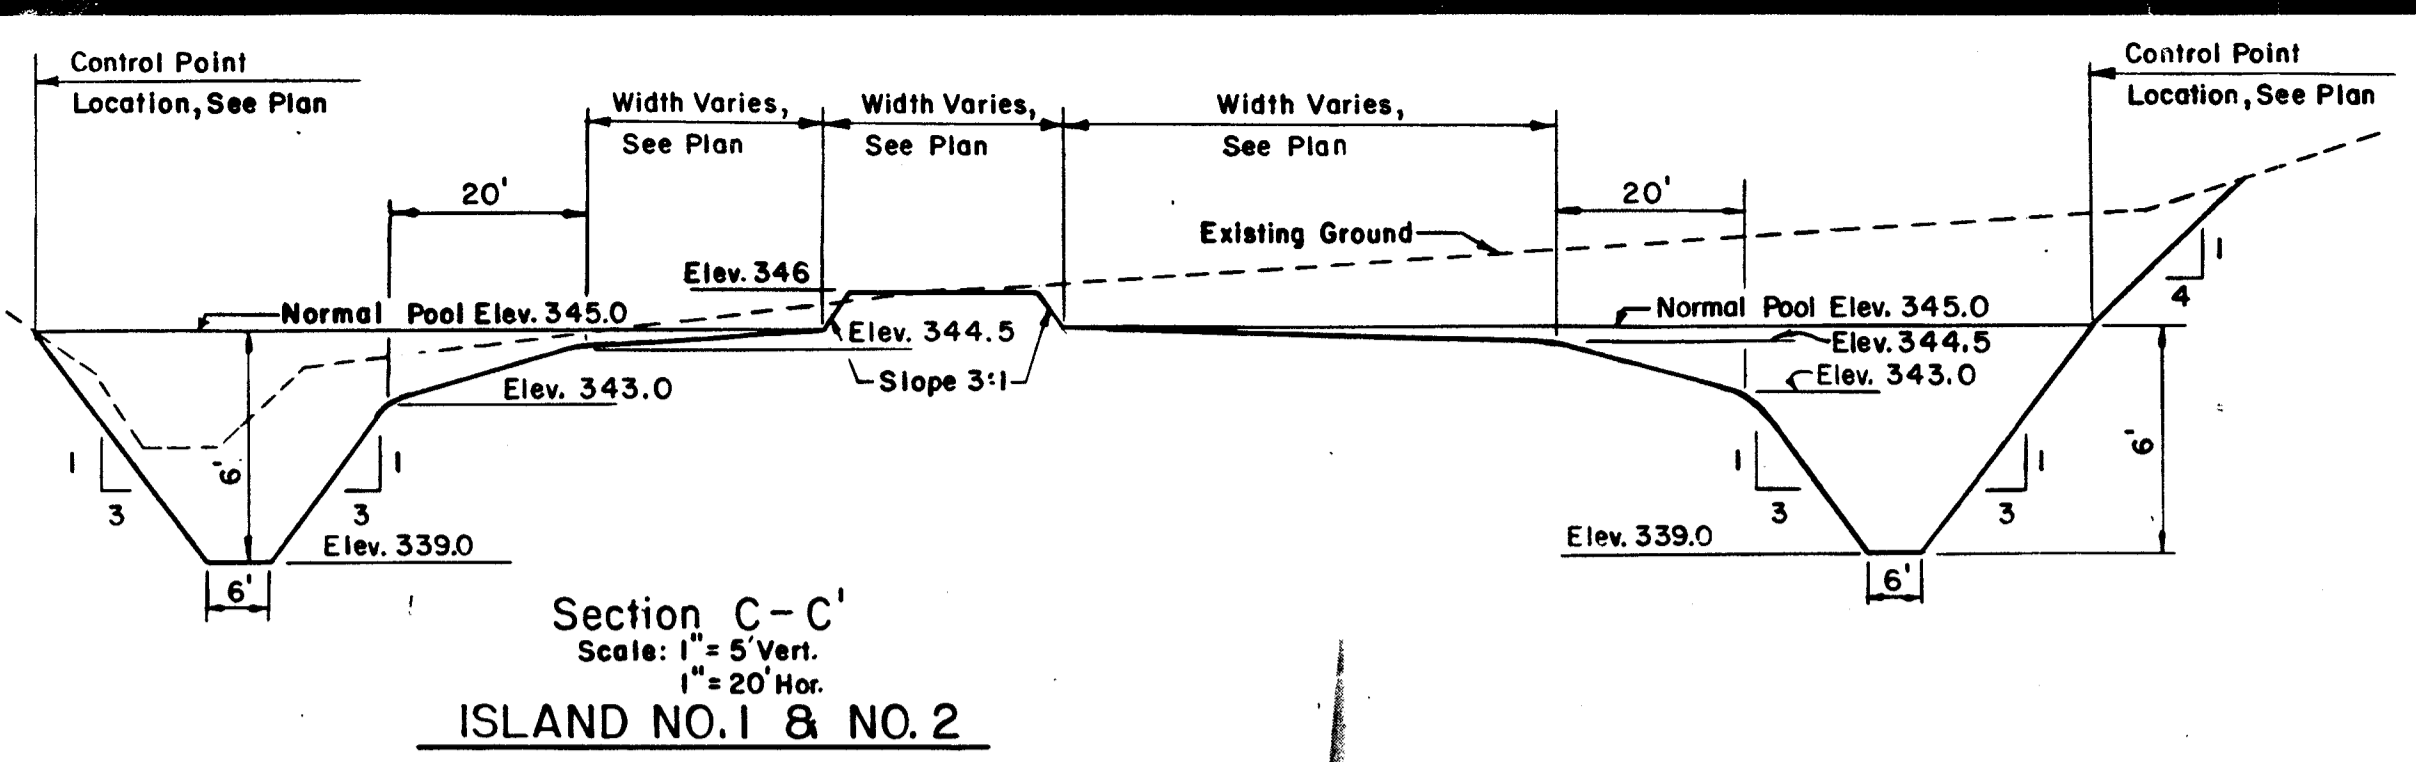 Control Point
Location, See Plan
Width Varies,
See Plan
Width Varies,
See Plan
Width Varies,
See Plan
Control Point
Location, See Plan
20'
20'
Existing Ground
Elev. 346
Normal Pool Elev. 345.0
Elev. 344.5
Slope 3:1
Elev. 343.0
Normal Pool Elev. 345.0
Elev. 344.5
Elev. 343.0
1
4
1
3
6'
1
3
1
3
1
3
6'
Elev. 339.0
Elev. 339.0
6'
6'
Section C-C'
Scale: 1" = 5' Vert.
1" = 20' Hor.
ISLAND NO. 1 & NO. 2